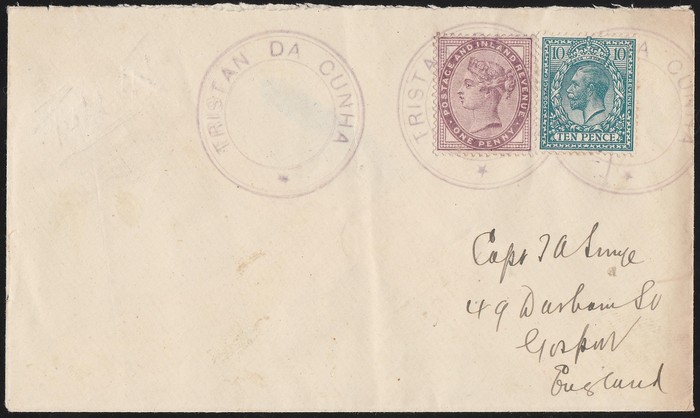 TRISTAN DA CUNHA
TRISTAN
DA CUNHA
POSTAGE AND INLAND REVENUE
ONE PENNY
10 10
TEN PENCE
Capt T A
49 Durham St
Gosport
England